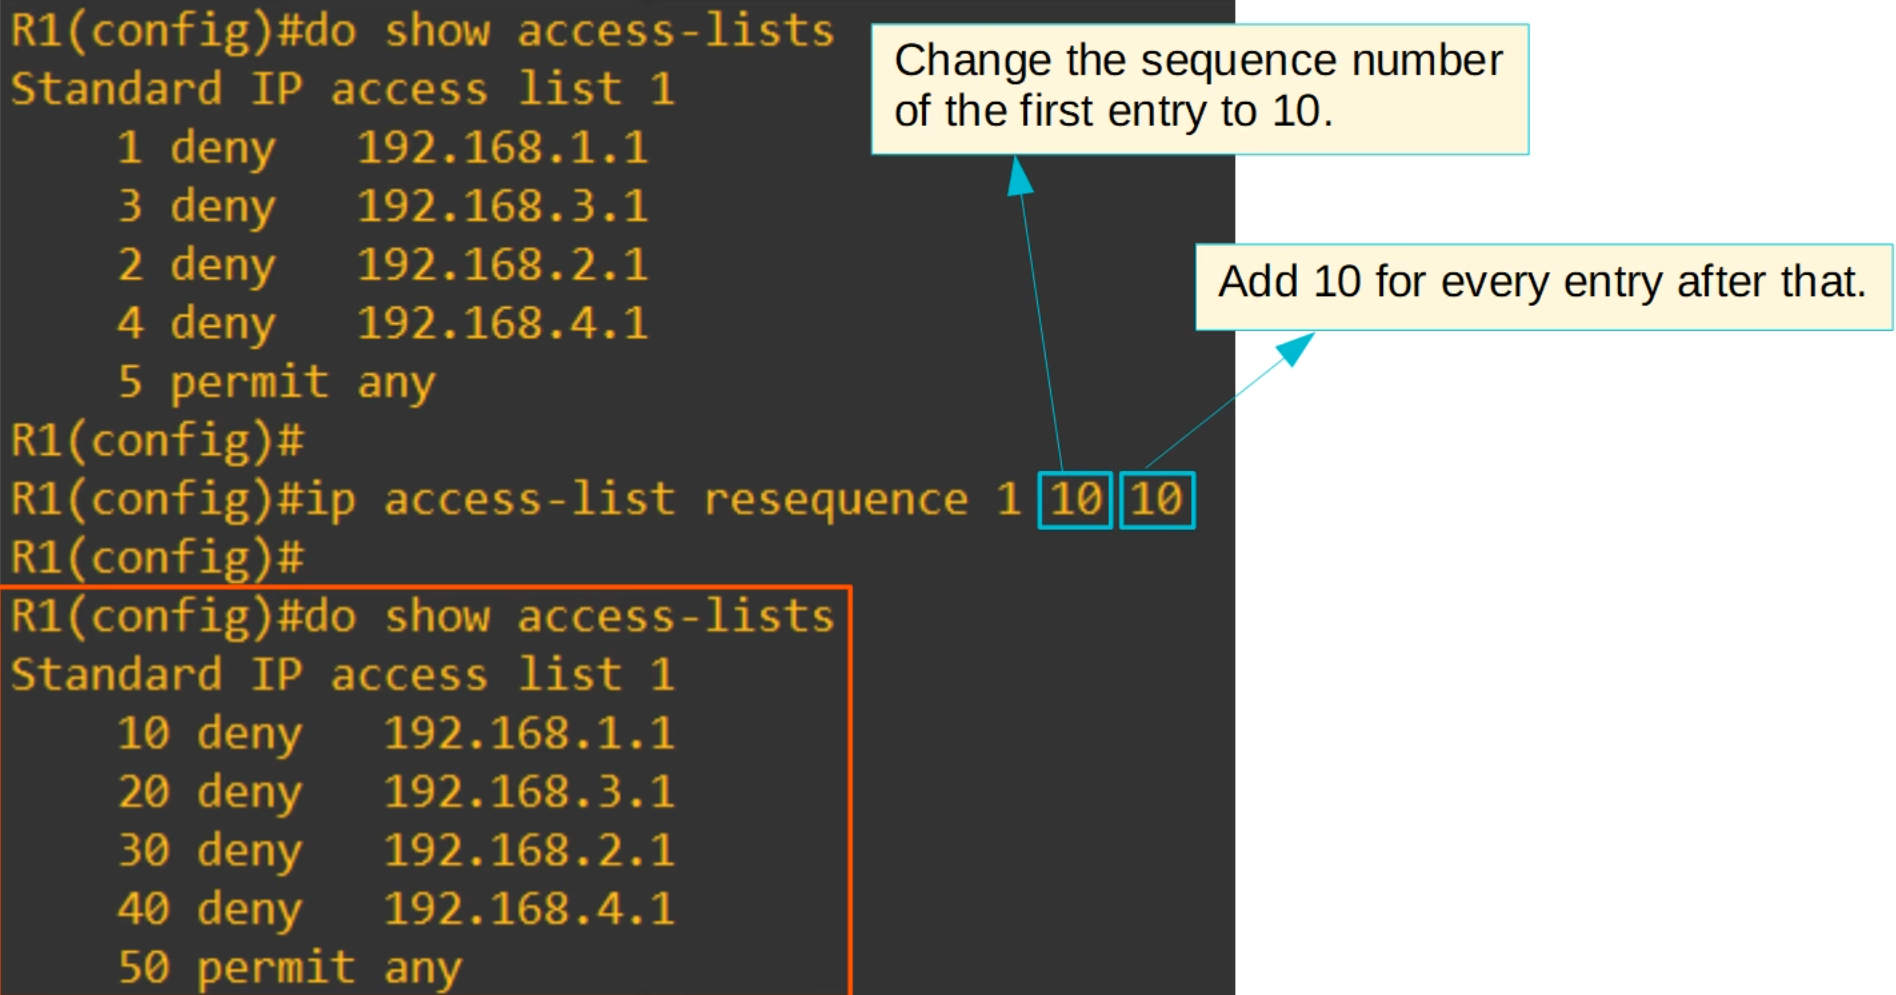 R1(config)#do show access-lists
Standard IP access list 1
1 deny 192.168.1.1
3 deny 192.168.3.1
2 deny 192.168.2.1
4 deny 192.168.4.1
5 permit any
R1(config)#
R1(config)#ip access-list resequence 1 10 10
R1(config)#
R1(config)#do show access-lists
Standard IP access list 1
10 deny 192.168.1.1
20 deny 192.168.3.1
30 deny 192.168.2.1
40 deny 192.168.4.1
50 permit any
Change the sequence number
of the first entry to 10.
Add 10 for every entry after that.